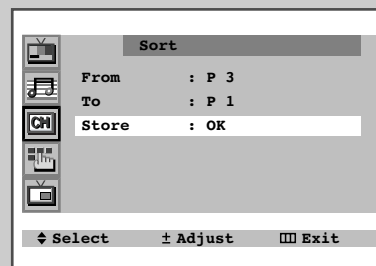 Sort
From : P 3
To : P 1
CH
Store : OK
Select ± Adjust Exit